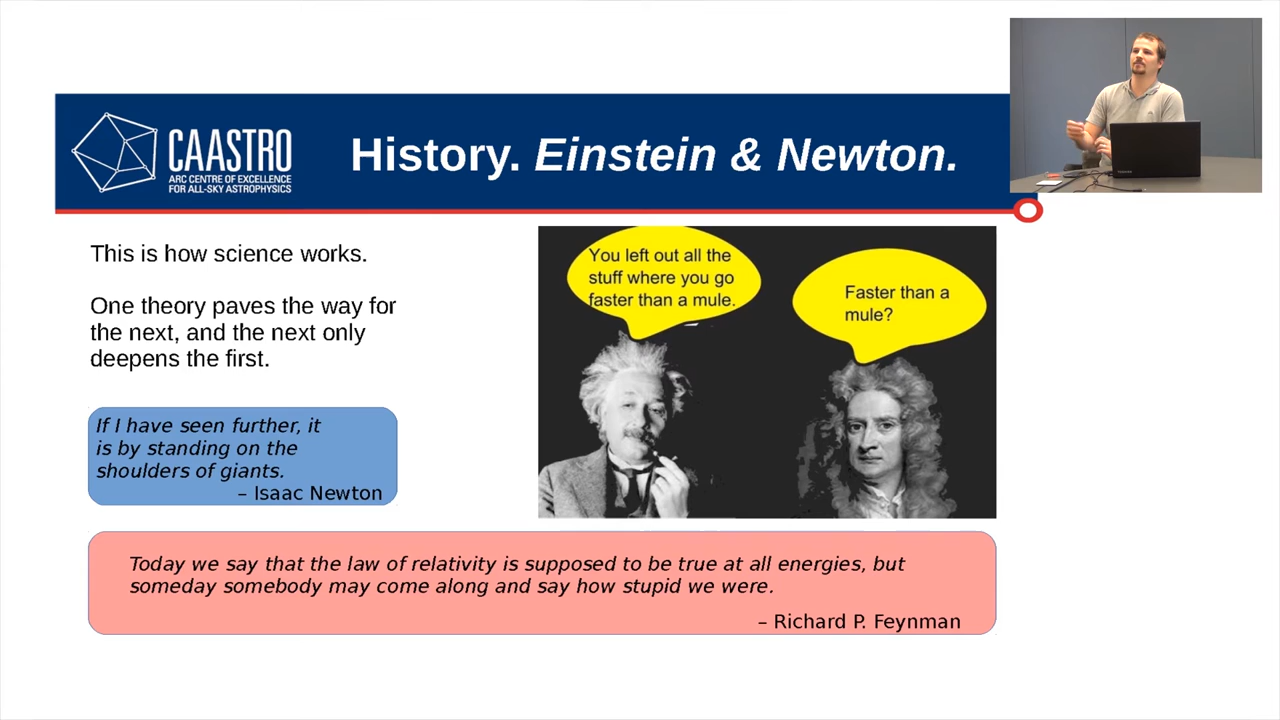 CAASTRO
ARC CENTRE OF EXCELLENCE
FOR ALL-SKY ASTROPHYSICS
History. Einstein & Newton.
This is how science works.
One theory paves the way for
the next, and the next only
deepens the first.
If I have seen further, it
is by standing on the
shoulders of giants.
– Isaac Newton
You left out all the
stuff where you go
faster than a mule.
Faster than a
mule?
Today we say that the law of relativity is supposed to be true at all energies, but
someday somebody may come along and say how stupid we were.
– Richard P. Feynman
TOSHIBA